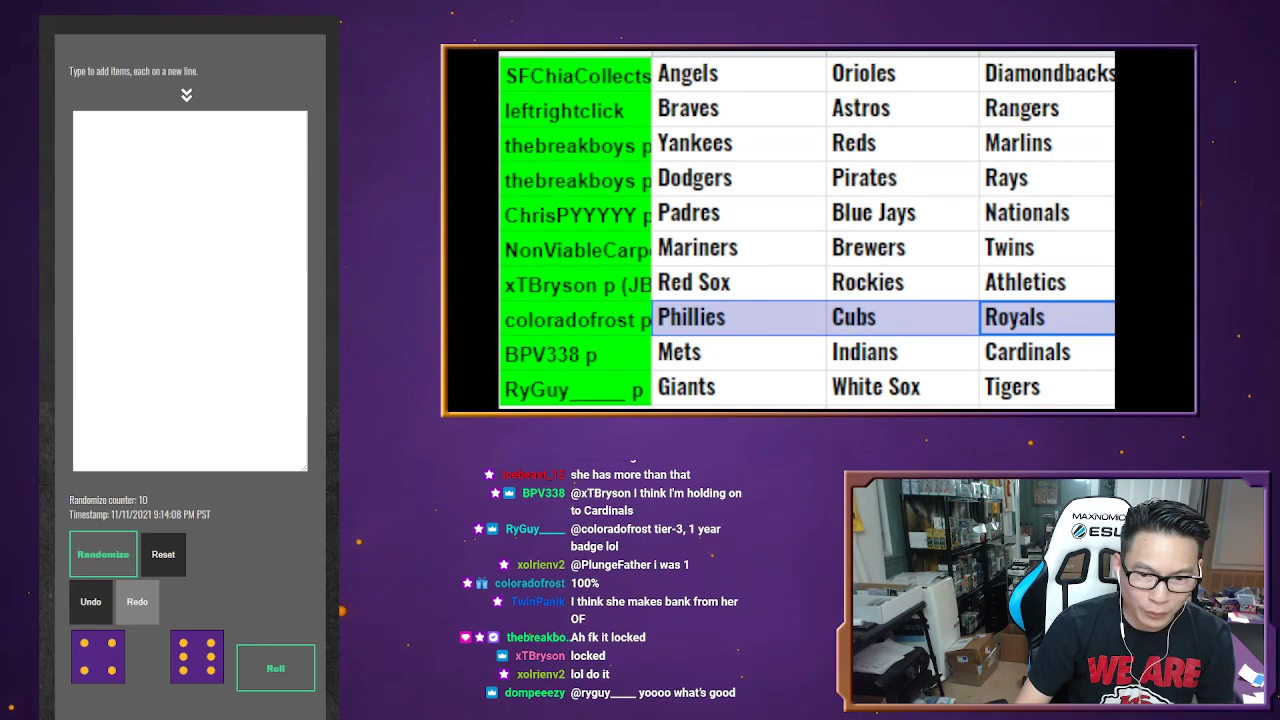 Type to add items, each on a new line.
SFChiaCollects Angels Orioles Diamondbacks
leftrightclick Braves Astros Rangers
thebreakboys p Yankees Reds Marlins
thebreakboys p Dodgers Pirates Rays
ChrisPYYYYY p Padres Blue Jays Nationals
NonViableCarp Mariners Brewers Twins
xTBryson p (JB Red Sox Rockies Athletics
coloradofrost p Phillies Cubs Royals
BPV338 p Mets Indians Cardinals
RyGuy_____ p Giants White Sox Tigers
Randomize counter: 10
Timestamp: 11/11/2021 9:14:08 PM PST
Randomize Reset
Undo Redo
Roll
she has more than that
BPV338 @xTBryson I think I'm holding on
to Cardinals
RyGuy____ @coloradofrost tier-3, 1 year
badge lol
xolrienv2 @PlungeFather i was 1
coloradofrost 100%
TwinPanik I think she makes bank from her
OF
thebreakbo.. Ah fk it locked
xTBryson locked
xolrienv2 lol do it
dompeeezy @ryguy____ yoooo what's good
MAXNOMIC
ESL
WE ARE